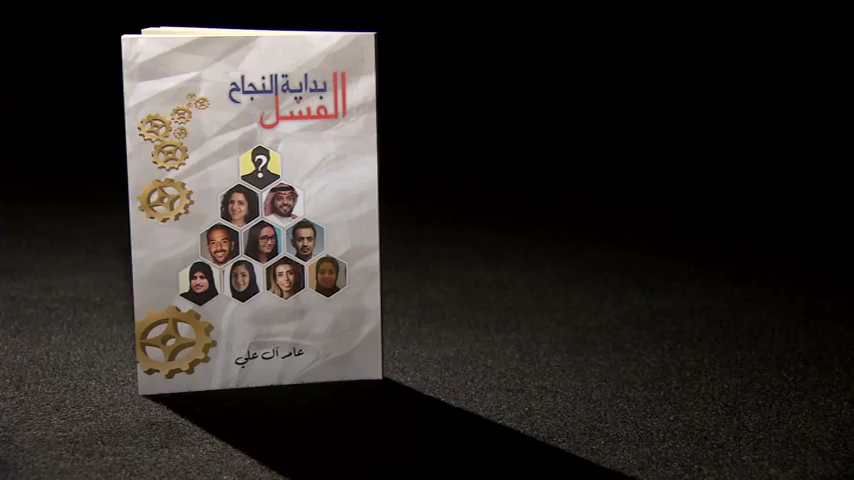 بداية النجاح
الفشل
?
عامر آل علي